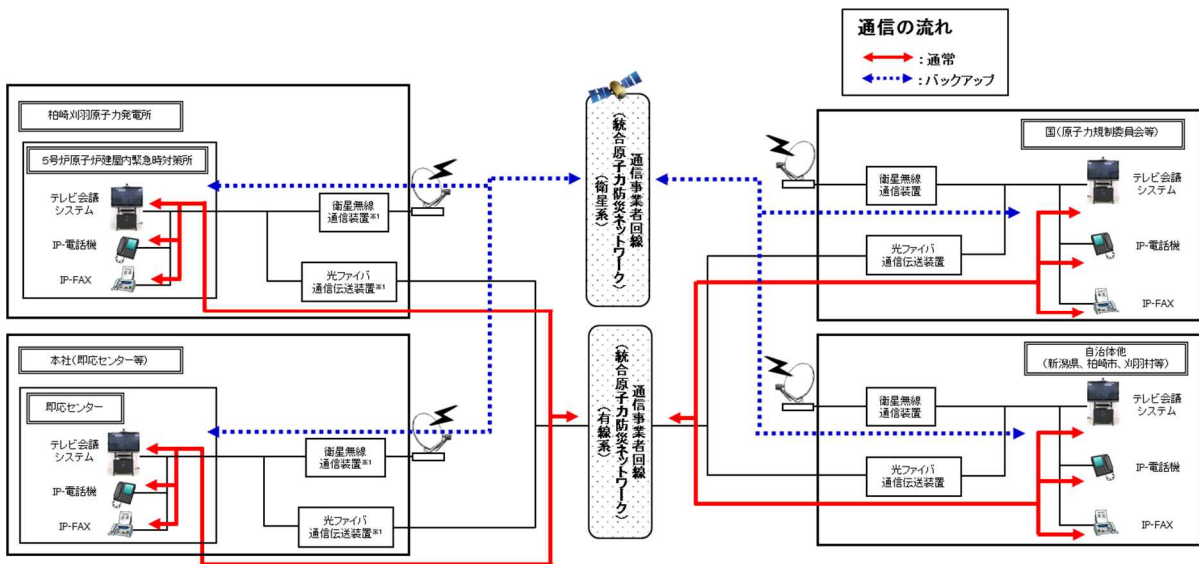 通信の流れ
：通常
：バックアップ
柏崎刈羽原子力発電所
5号炉原子炉建屋内緊急時対策所
テレビ会議
システム
IP-電話機
IP-FAX
衛星無線
通信装置※1
光ファイバ
通信伝送装置※1
本社（即応センター等）
即応センター
テレビ会議
システム
IP-電話機
IP-FAX
衛星無線
通信装置※1
光ファイバ
通信伝送装置※1
通信事業者回線
（統合原子力防災ネットワーク）
（衛星系）
通信事業者回線
（統合原子力防災ネットワーク）
（有線系）
国（原子力規制委員会等）
衛星無線
通信装置
光ファイバ
通信伝送装置
テレビ会議
システム
IP-電話機
IP-FAX
自治体他
（新潟県、柏崎市、刈羽村等）
衛星無線
通信装置
光ファイバ
通信伝送装置
テレビ会議
システム
IP-電話機
IP-FAX